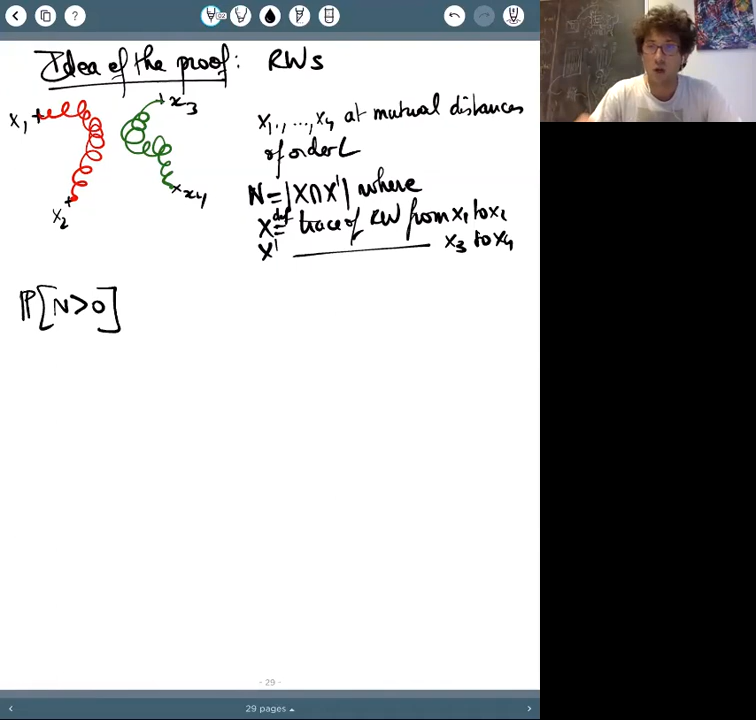 Idea of the proof: RWs
x₁, ..., x₄ at mutual distances
of order L
N = |X ∩ X'| where
X def= trace of RW from x₁ to x₂
X' ________ x₃ to x₄
x₁
x₃
x₂
x₄
ℙ[N>0]
- 29 -
29 pages